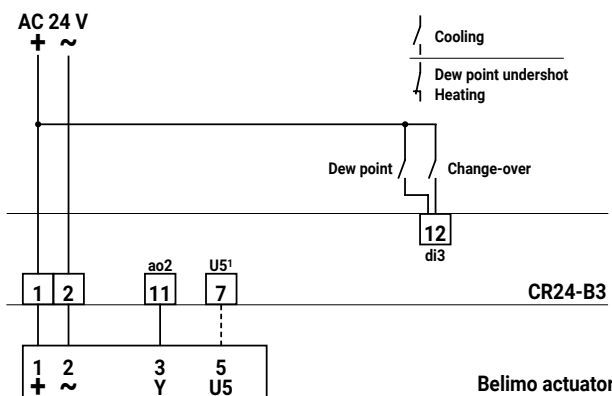 AC 24 V
+ ~
Cooling
Dew point undershot
Heating
Dew point
Change-over
12
di3
ao2 U5¹
1 2 11 7
CR24-B3
1 2 3 5
+ ~ Y U5
Belimo actuator